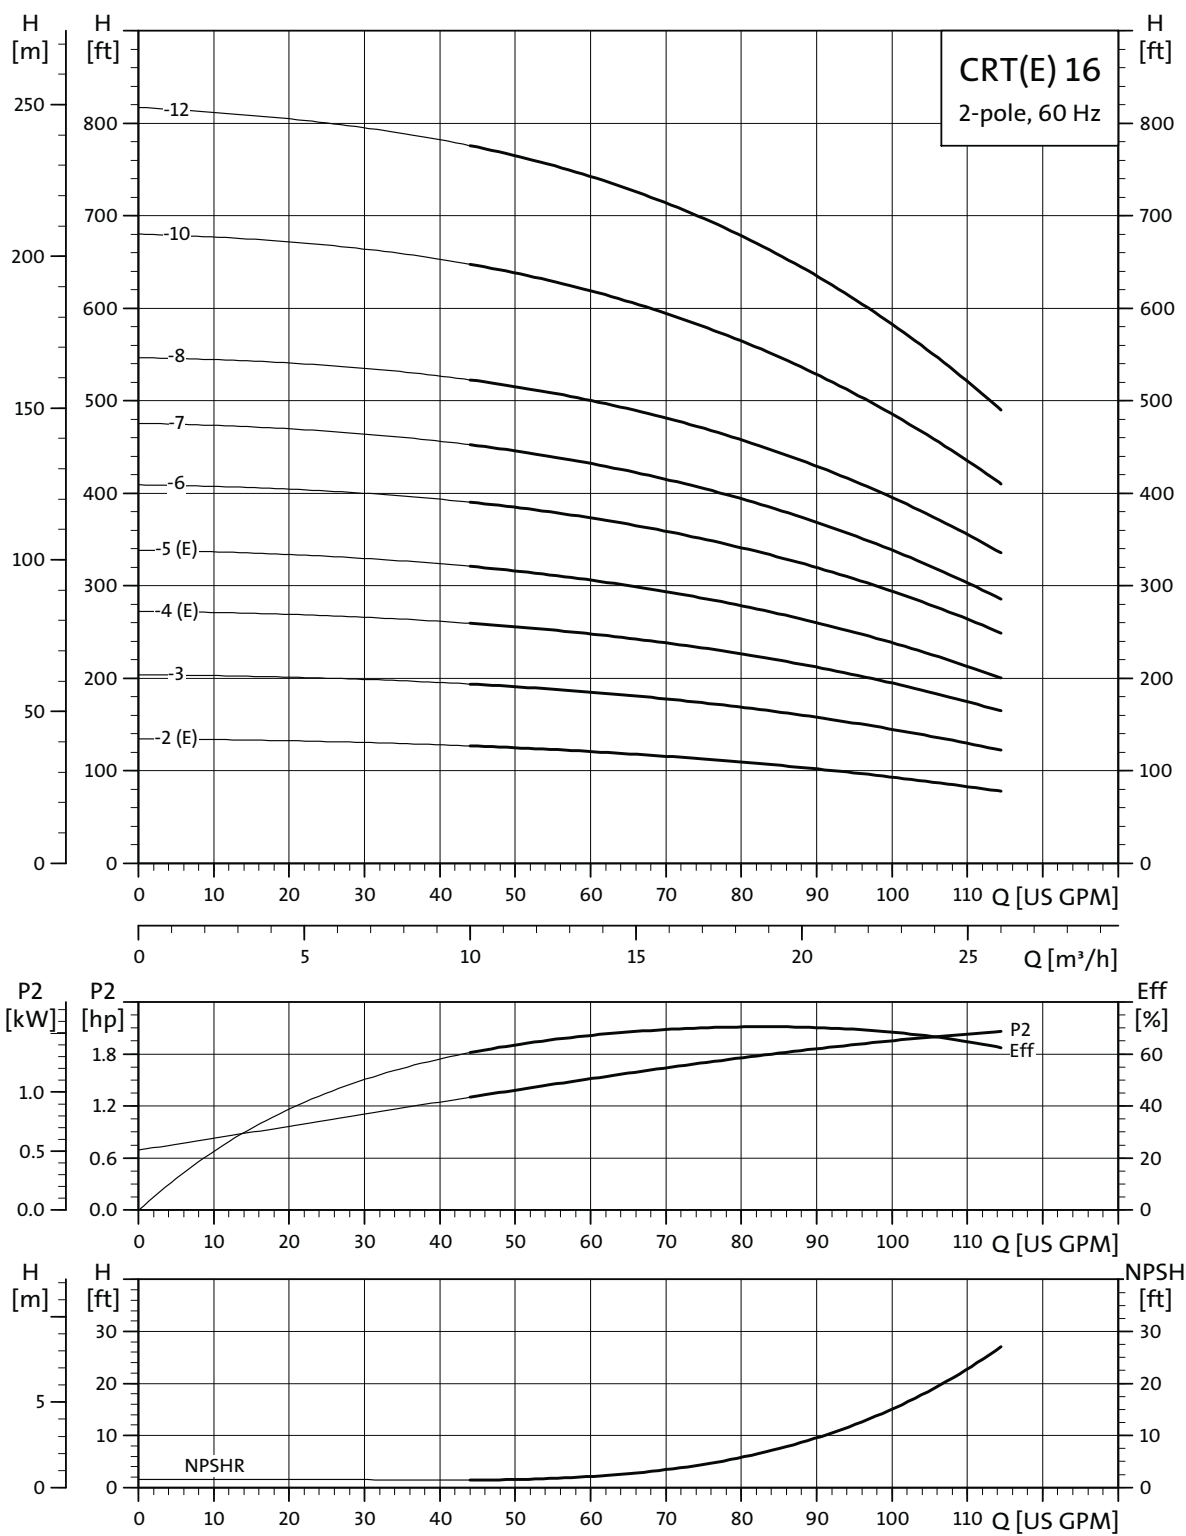 H H H
[m] [ft] [ft]
CRT(E) 16
2-pole, 60 Hz
250
-12
800 800
700 700
-10
200
600 600
-8
150
500 500
-7
-6
400 400
-5 (E)
100
300 300
-4 (E)
-3
200 200
50
-2 (E)
100 100
0 0 0
0 10 20 30 40 50 60 70 80 90 100 110 Q [US GPM]
0 5 10 15 20 25 Q [m³/h]
P2 P2 Eff
[kW] [hp] [%]
P2
Eff
1.8 60
1.0 1.2 40
0.5 0.6 20
0.0 0.0 0
0 10 20 30 40 50 60 70 80 90 100 110 Q [US GPM]
H H NPSH
[m] [ft] [ft]
30 30
20 20
5
10 10
NPSHR
0 0 0
0 10 20 30 40 50 60 70 80 90 100 110 Q [US GPM]